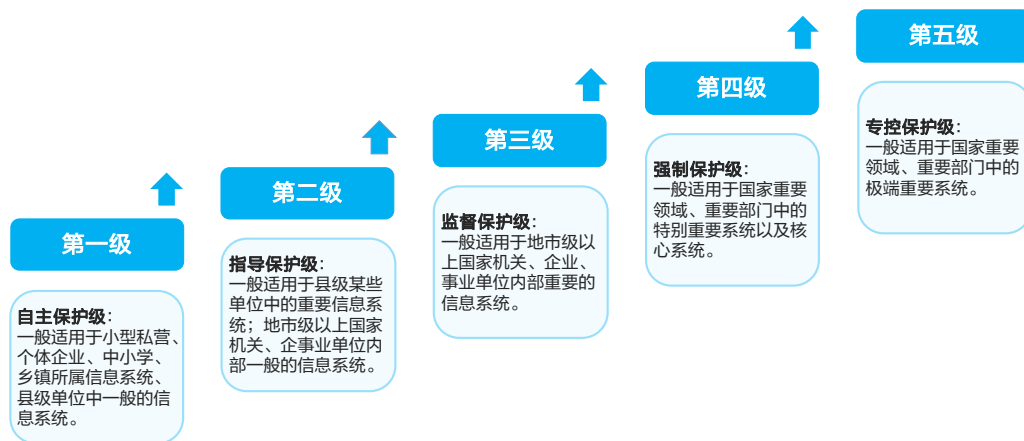 第一级
自主保护级:
一般适用于小型私营、
个体企业、中小学、
乡镇所属信息系统、
县级单位中一般的信
息系统。
第二级
指导保护级:
一般适用于县级某些
单位中的重要信息系
统；地市级以上国家
机关、企事业单位内
部一般的信息系统。
第三级
监督保护级:
一般适用于地市级以
上国家机关、企业、
事业单位内部重要的
信息系统。
第四级
强制保护级:
一般适用于国家重要
领域、重要部门中的
特别重要系统以及核
心系统。
第五级
专控保护级:
一般适用于国家重要
领域、重要部门中的
极端重要系统。